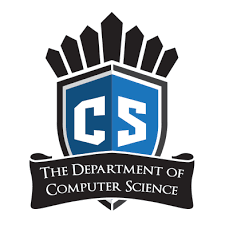 CS
THE DEPARTMENT OF
COMPUTER SCIENCE